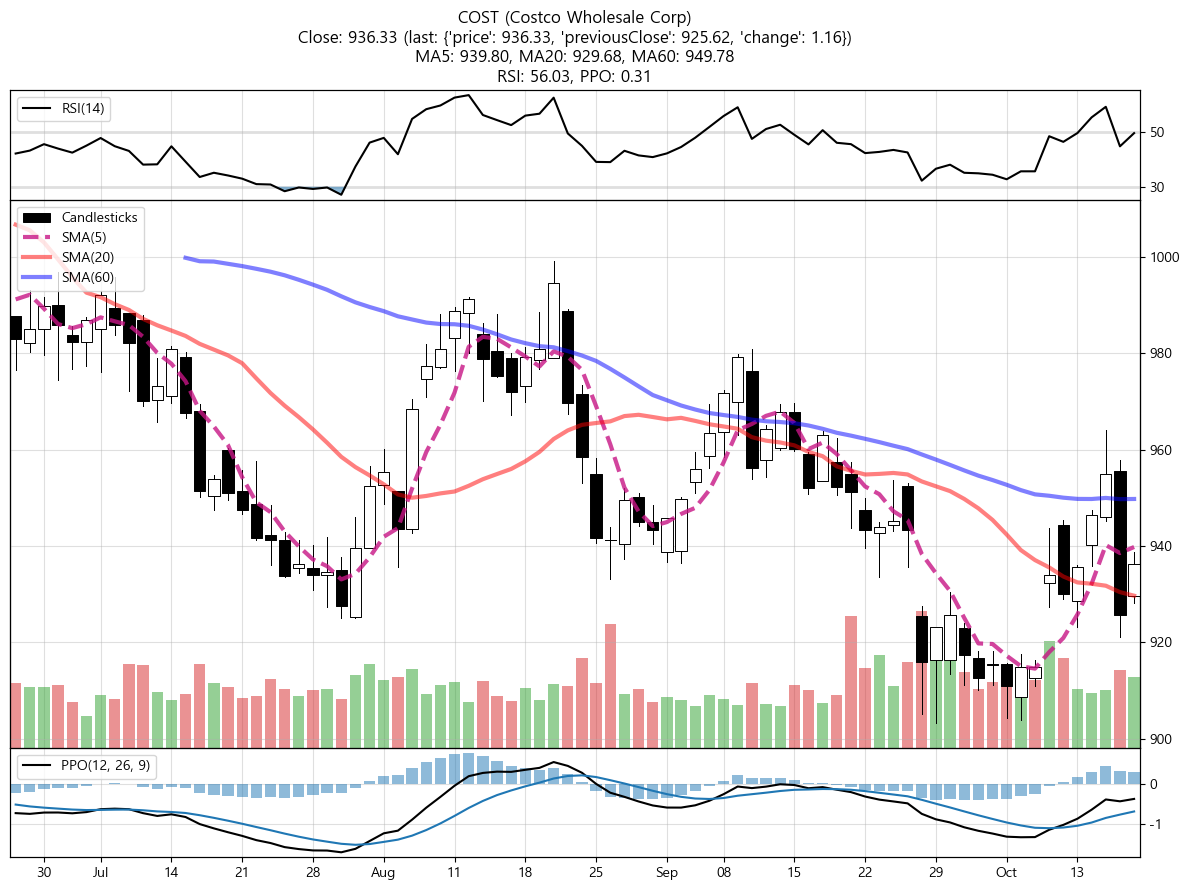 COST (Costco Wholesale Corp)
Close: 936.33 (last: {'price': 936.33, 'previousClose': 925.62, 'change': 1.16})
MA5: 939.80, MA20: 929.68, MA60: 949.78
RSI: 56.03, PPO: 0.31
RSI(14)
50
30
Candlesticks
SMA(5)
SMA(20)
SMA(60)
1000
980
960
940
920
900
PPO(12, 26, 9)
0
-1
30 Jul 14 21 28 Aug 11 18 25 Sep 08 15 22 29 Oct 13